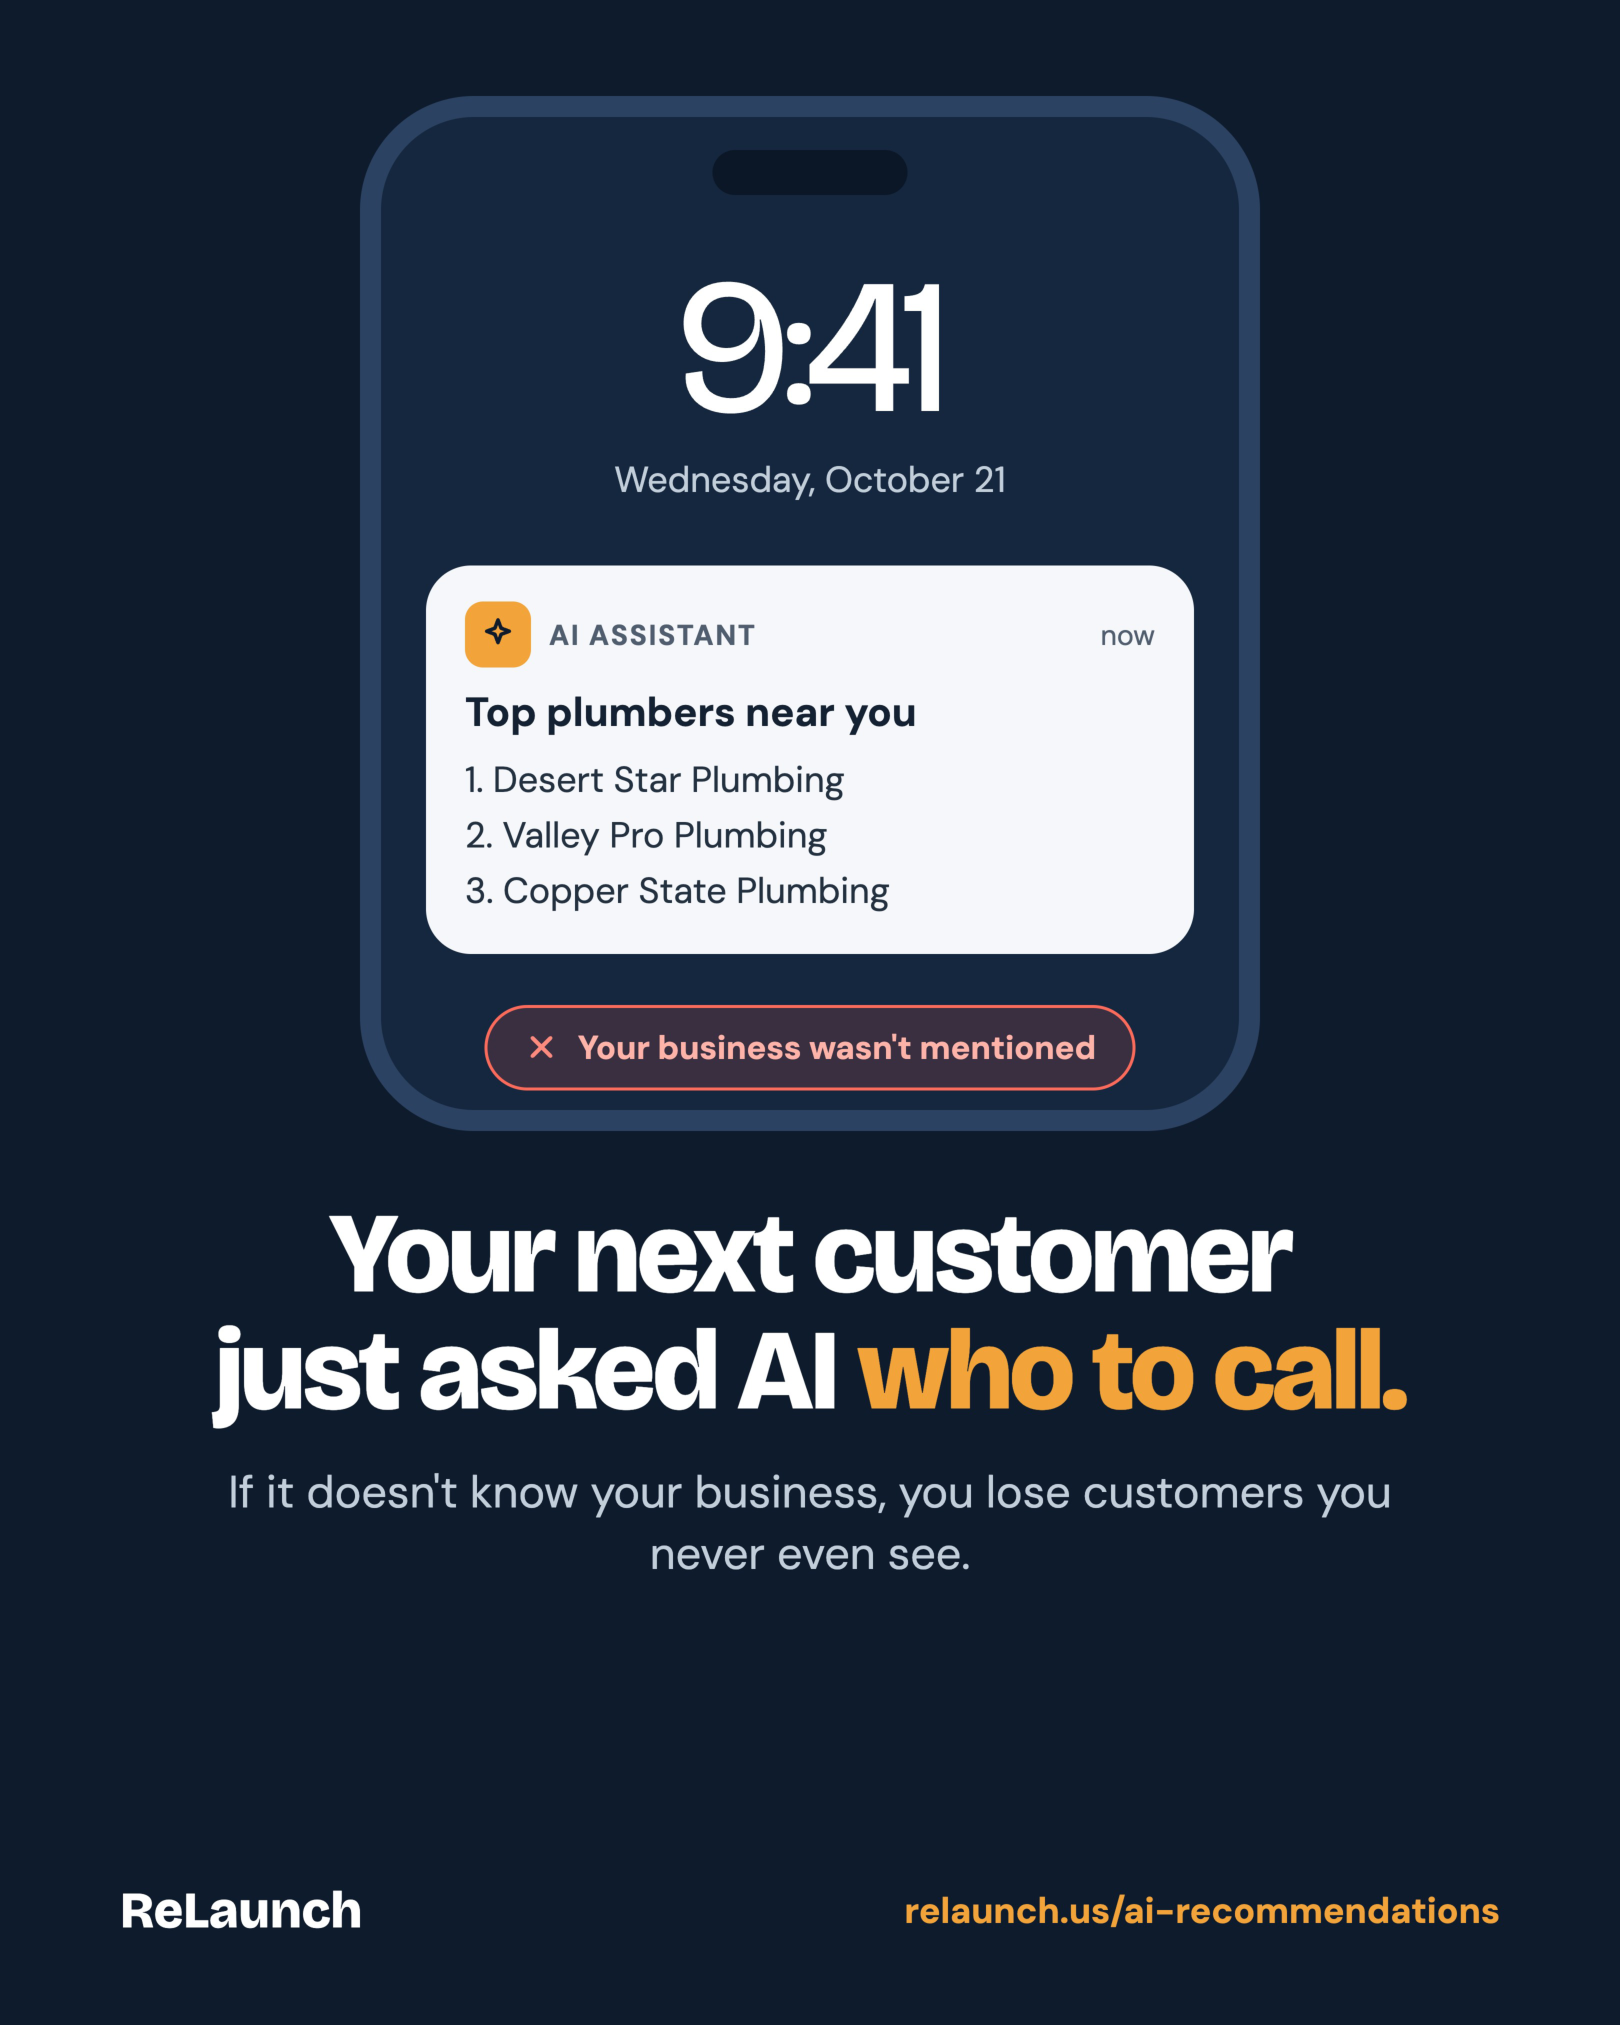 9:41
Wednesday, October 21
AI ASSISTANT
now
Top plumbers near you
1. Desert Star Plumbing
2. Valley Pro Plumbing
3. Copper State Plumbing
Your business wasn't mentioned
Your next customer
just asked AI who to call.
If it doesn't know your business, you lose customers you
never even see.
ReLaunch
relaunch.us/ai-recommendations